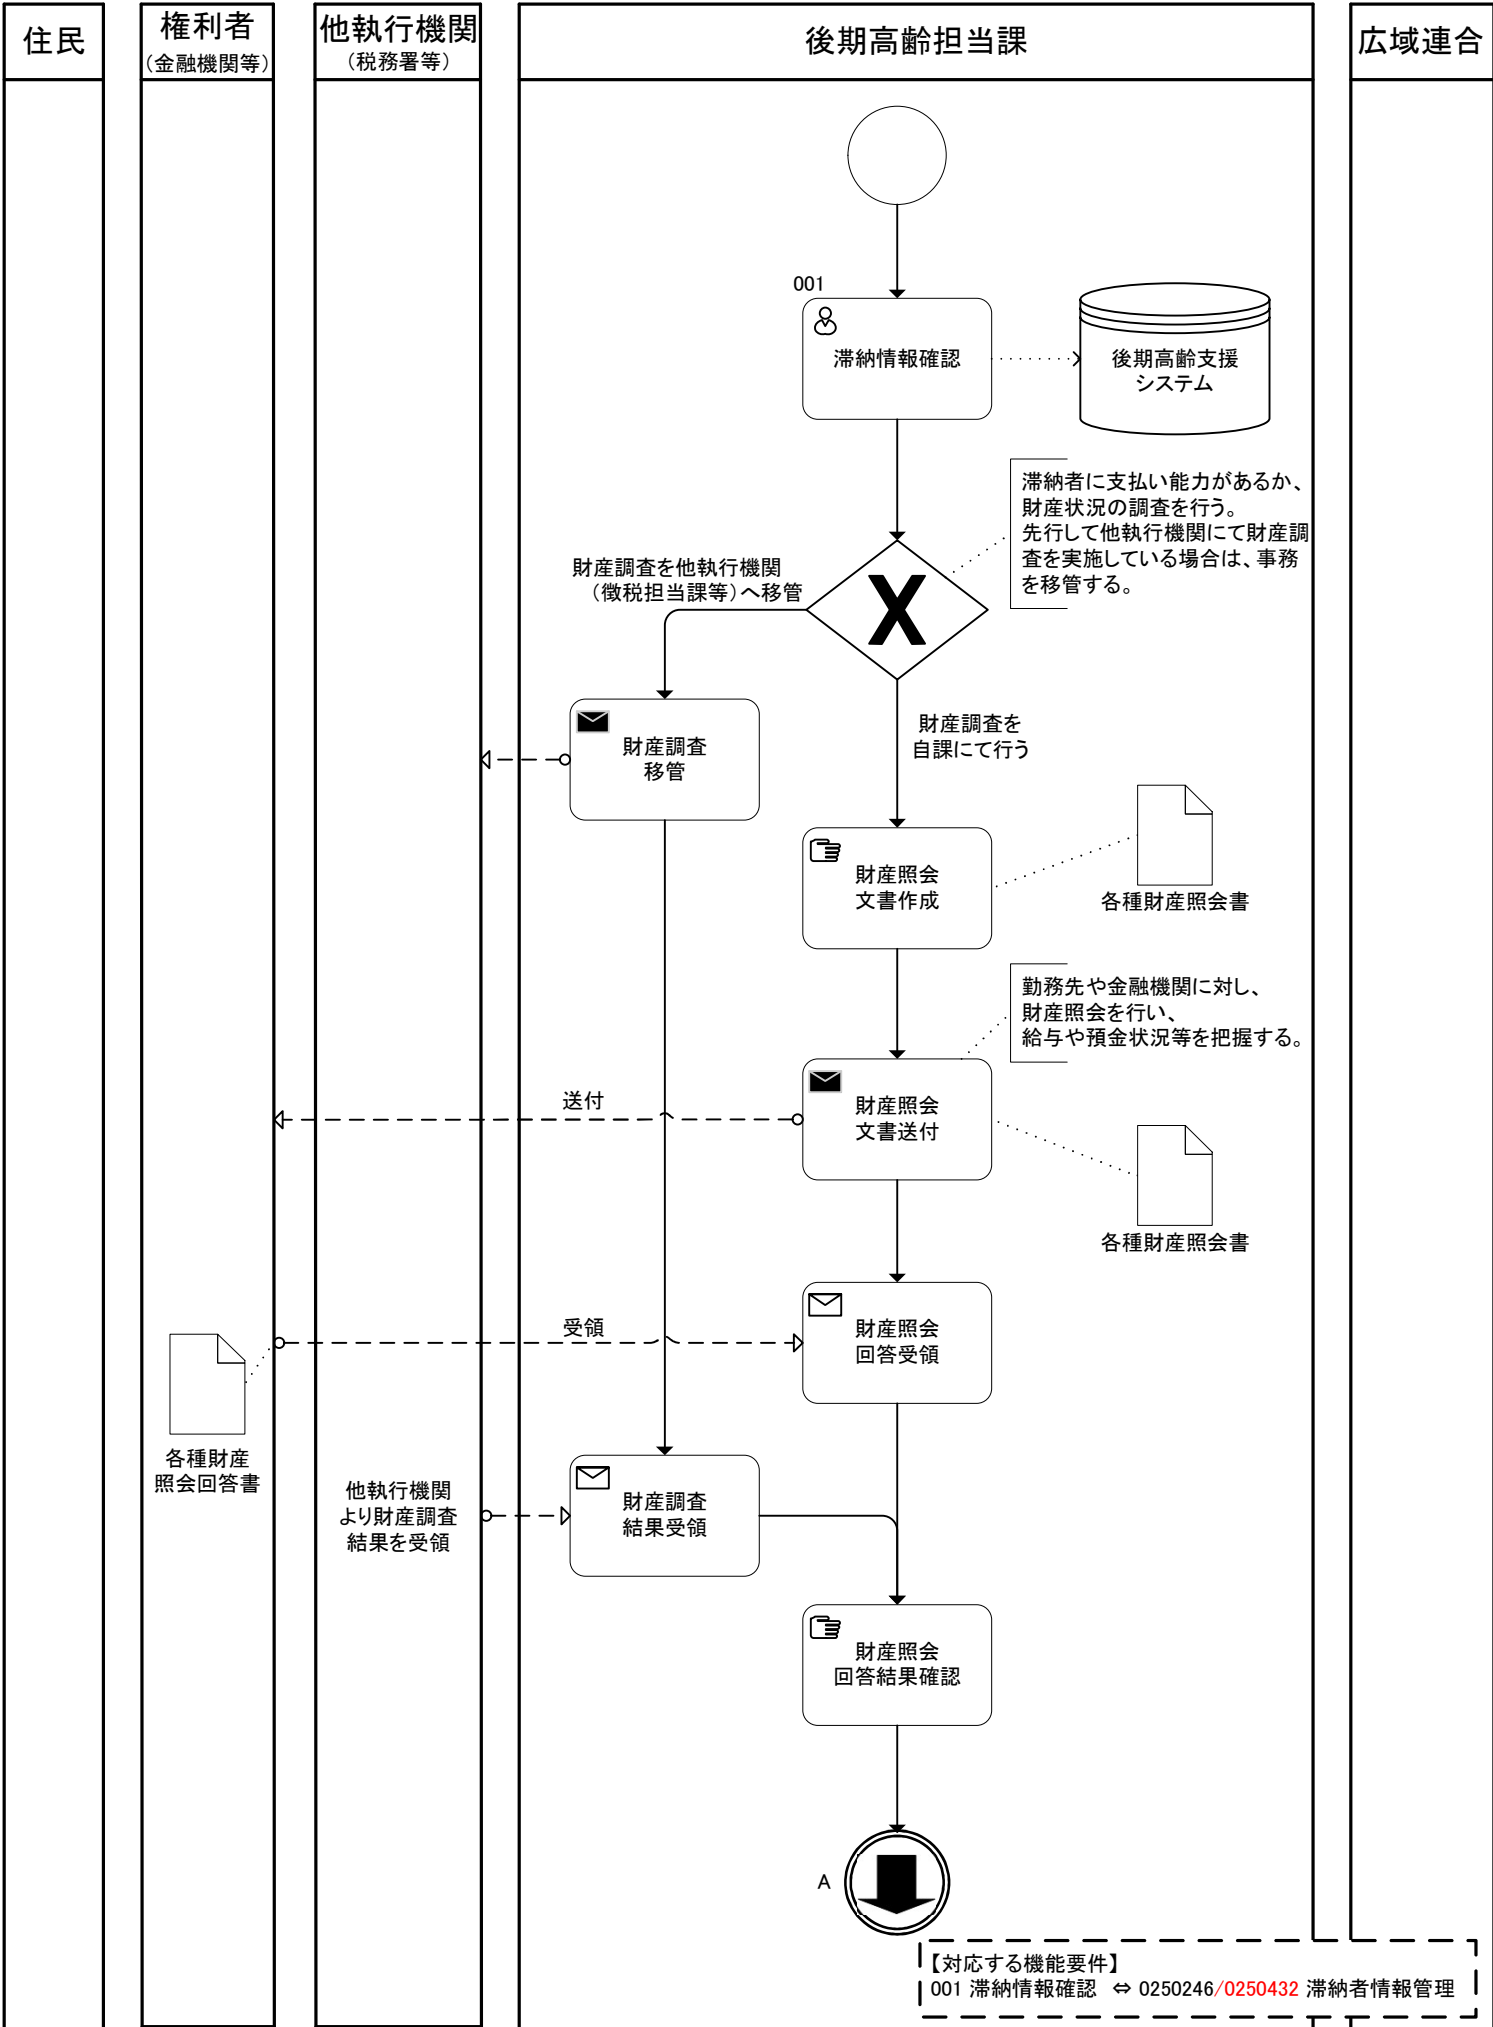 住民
権利者
（金融機関等）
他執行機関
（税務署等）
後期高齢担当課
広域連合
001
滞納情報確認
後期高齢支援
システム
滞納者に支払い能力があるか、
財産状況の調査を行う。
先行して他執行機関にて財産調
査を実施している場合は、事務
を移管する。
財産調査を他執行機関
（徴税担当課等）へ移管
X
財産調査
移管
財産調査を
自課にて行う
財産照会
文書作成
各種財産照会書
勤務先や金融機関に対し、
財産照会を行い、
給与や預金状況等を把握する。
送付
財産照会
文書送付
各種財産照会書
受領
財産照会
回答受領
各種財産
照会回答書
他執行機関
より財産調査
結果を受領
財産調査
結果受領
財産照会
回答結果確認
A
【対応する機能要件】
001 滞納情報確認 ⇔ 0250246/0250432 滞納者情報管理